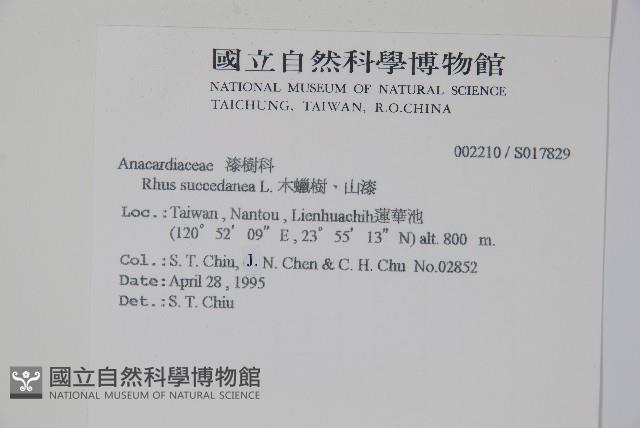 國立自然科學博物館
NATIONAL MUSEUM OF NATURAL SCIENCE
TAICHUNG, TAIWAN, R.O.CHINA
002210 / S017829
Anacardiaceae 漆樹科
Rhus succedanea L. 木蠟樹、山漆
Loc.: Taiwan , Nantou , Lienhuachih蓮華池
(120° 52' 09" E , 23° 55' 13" N) alt. 800 m.
Col.: S. T. Chiu, J. N. Chen & C. H. Chu No.02852
Date: April 28 , 1995
Det.: S. T. Chiu
國立自然科學博物館
NATIONAL MUSEUM OF NATURAL SCIENCE